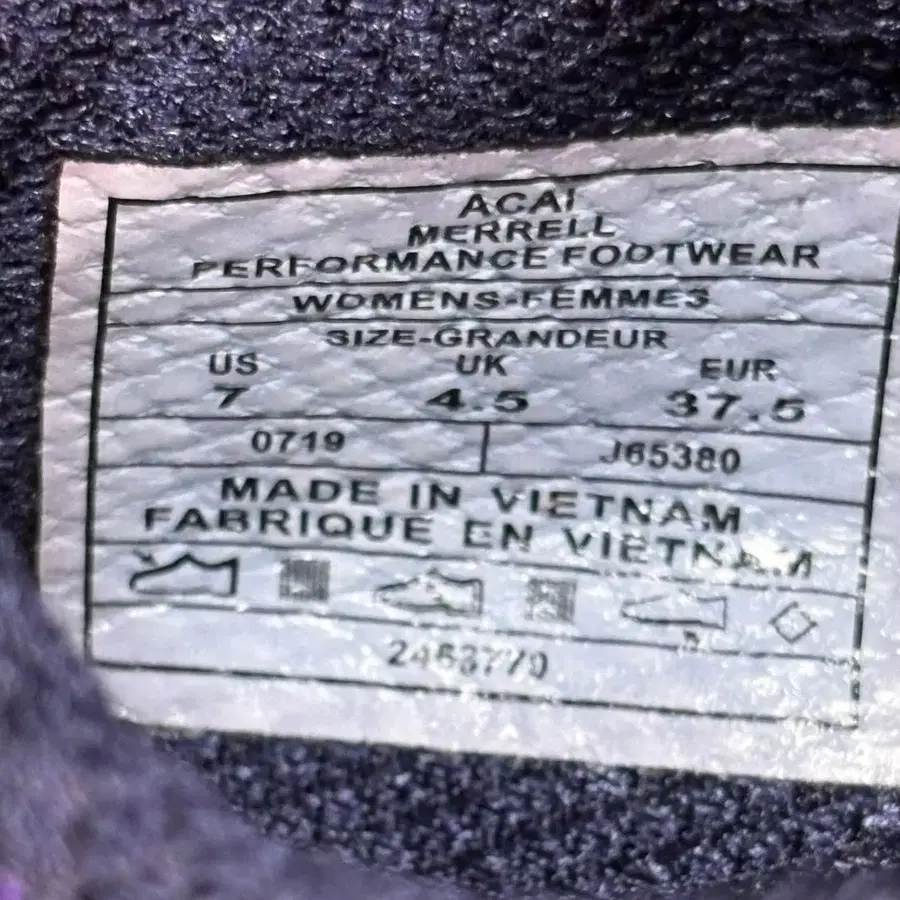 ACAI
MERRELL
PERFORMANCE FOOTWEAR
WOMENS-FEMMES
SIZE-GRANDEUR
US UK EUR
7 4.5 37.5
0719 J65380
MADE IN VIETNAM
FABRIQUE EN VIETNAM